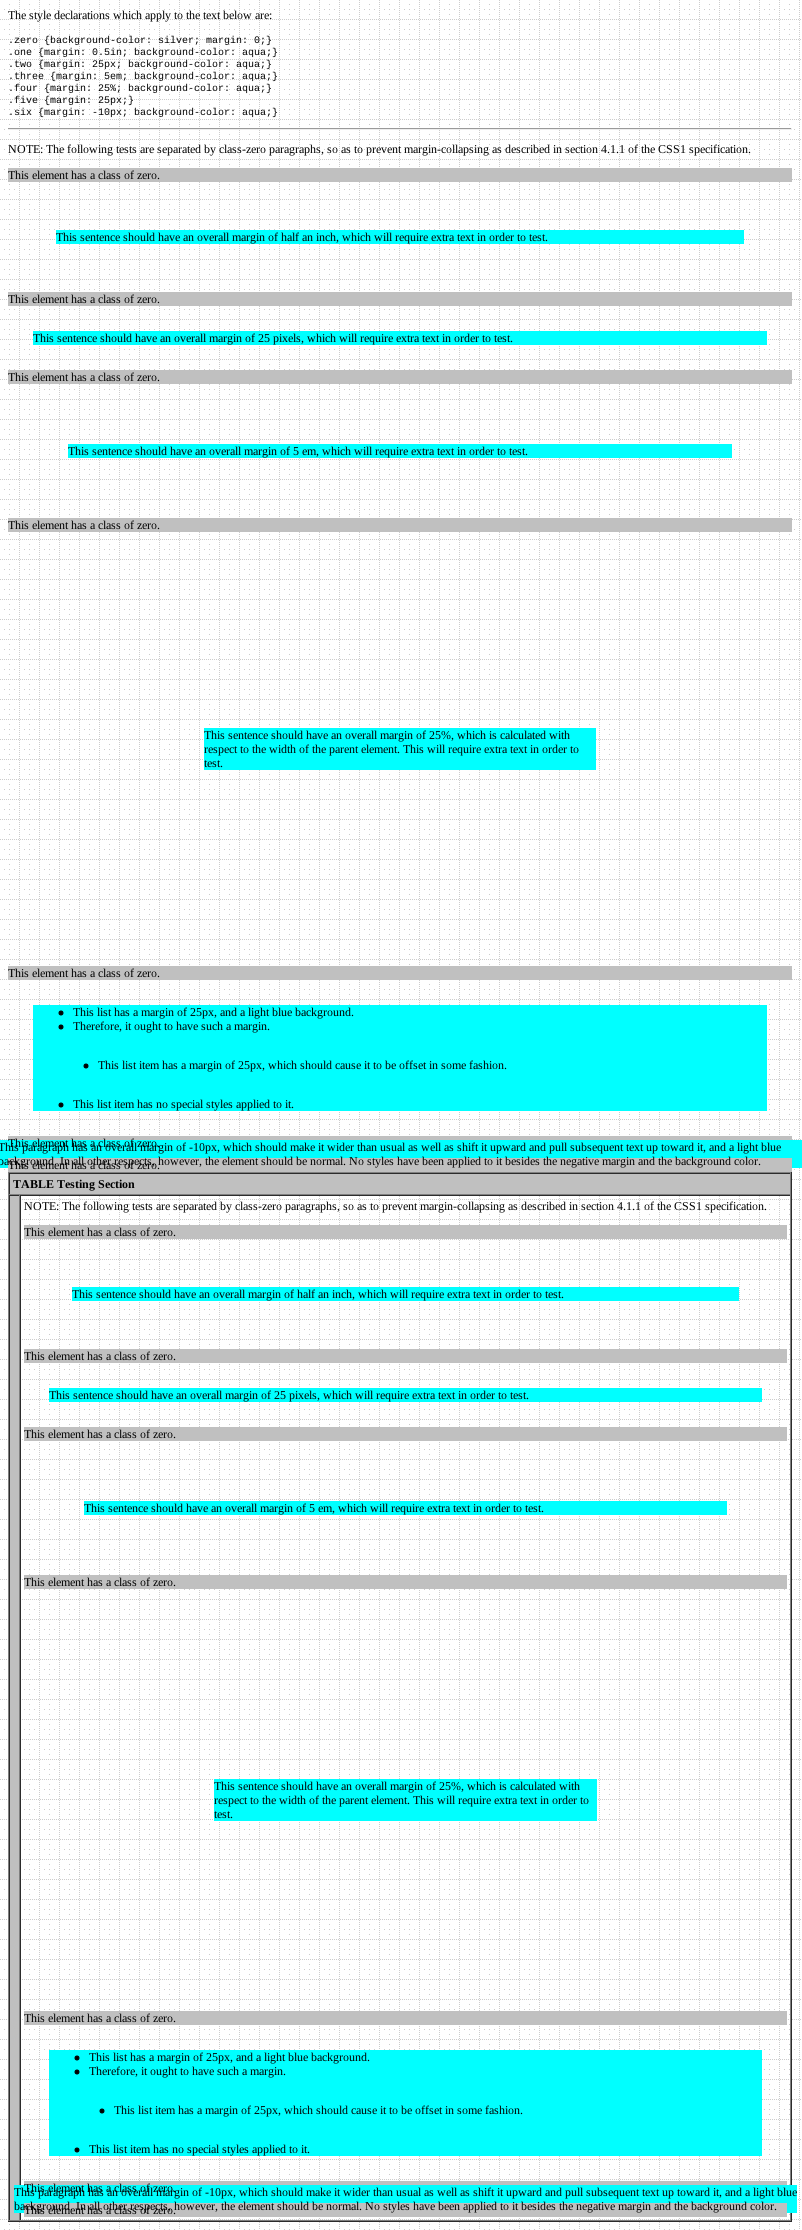 The style declarations which apply to the text below are:
.zero {background-color: silver; margin: 0;}
.one {margin: 0.5in; background-color: aqua;}
.two {margin: 25px; background-color: aqua;}
.three {margin: 5em; background-color: aqua;}
.four {margin: 25%; background-color: aqua;}
.five {margin: 25px;}
.six {margin: -10px; background-color: aqua;}
NOTE: The following tests are separated by class-zero paragraphs, so as to prevent margin-collapsing as described in section 4.1.1 of the CSS1 specification.
This element has a class of zero.
This sentence should have an overall margin of half an inch, which will require extra text in order to test.
This element has a class of zero.
This sentence should have an overall margin of 25 pixels, which will require extra text in order to test.
This element has a class of zero.
This sentence should have an overall margin of 5 em, which will require extra text in order to test.
This element has a class of zero.
This sentence should have an overall margin of 25%, which is calculated with
respect to the width of the parent element. This will require extra text in order to
test.
This element has a class of zero.
This list has a margin of 25px, and a light blue background.
Therefore, it ought to have such a margin.
This list item has a margin of 25px, which should cause it to be offset in some fashion.
This list item has no special styles applied to it.
This element has a class of zero.
This paragraph has an overall margin of -10px, which should make it wider than usual as well as shift it upward and pull subsequent text up toward it, and a light blue
background. In all other respects, however, the element should be normal. No styles have been applied to it besides the negative margin and the background color.
This element has a class of zero.
TABLE Testing Section
NOTE: The following tests are separated by class-zero paragraphs, so as to prevent margin-collapsing as described in section 4.1.1 of the CSS1 specification.
This element has a class of zero.
This sentence should have an overall margin of half an inch, which will require extra text in order to test.
This element has a class of zero.
This sentence should have an overall margin of 25 pixels, which will require extra text in order to test.
This element has a class of zero.
This sentence should have an overall margin of 5 em, which will require extra text in order to test.
This element has a class of zero.
This sentence should have an overall margin of 25%, which is calculated with
respect to the width of the parent element. This will require extra text in order to
test.
This element has a class of zero.
This list has a margin of 25px, and a light blue background.
Therefore, it ought to have such a margin.
This list item has a margin of 25px, which should cause it to be offset in some fashion.
This list item has no special styles applied to it.
This element has a class of zero.
This paragraph has an overall margin of -10px, which should make it wider than usual as well as shift it upward and pull subsequent text up toward it, and a light blue
background. In all other respects, however, the element should be normal. No styles have been applied to it besides the negative margin and the background color.
This element has a class of zero.